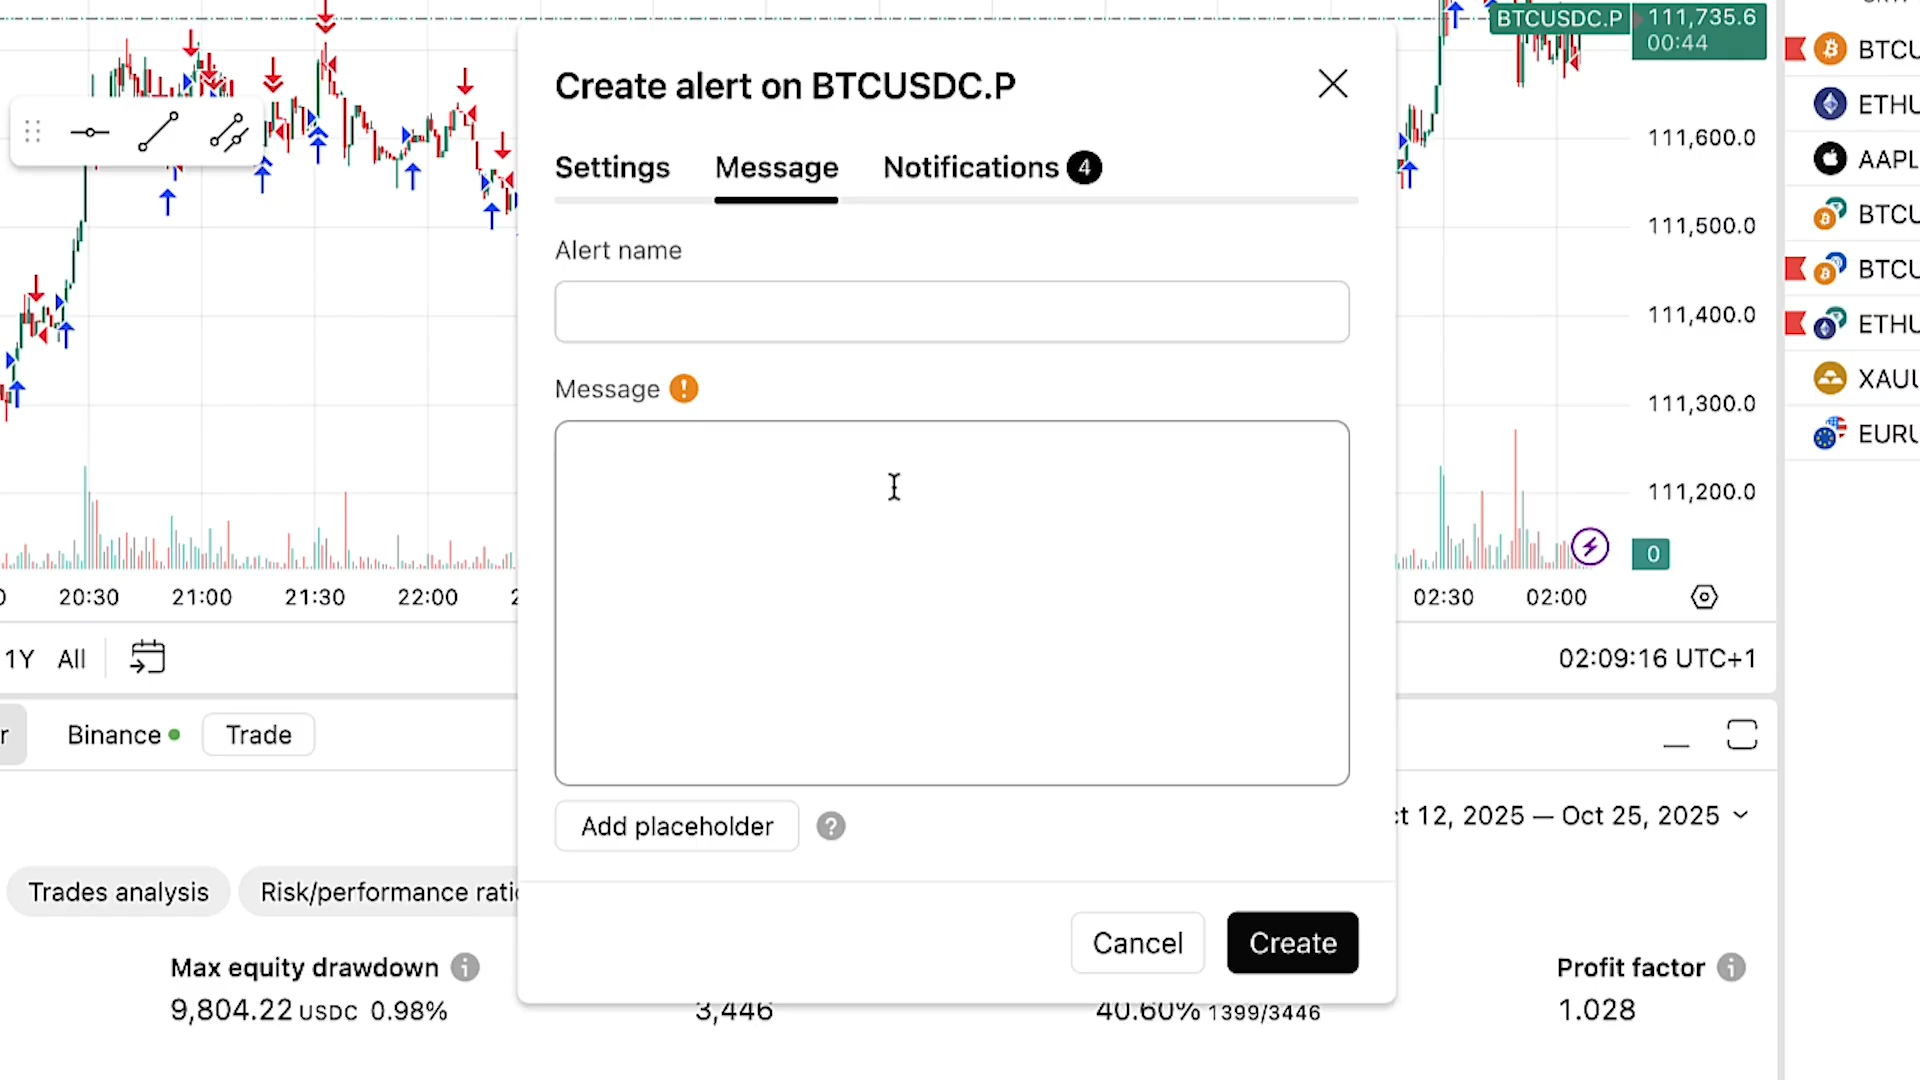 BTCUSDC.P
111,735.6
00:44
Create alert on BTCUSDC.P
Settings
Message
Notifications 4
Alert name
Message
Add placeholder
Cancel
Create
111,600.0
111,500.0
111,400.0
111,300.0
111,200.0
0
BTCU
ETHU
AAPL
BTCU
BTCU
ETHU
XAUU
EURU
20:30
21:00
21:30
22:00
02:30
02:00
1Y
All
02:09:16 UTC+1
Binance
Trade
ct 12, 2025 — Oct 25, 2025
Trades analysis
Risk/performance ratio
Max equity drawdown
9,804.22 USDC 0.98%
3,446
40.60% 1399/3446
Profit factor
1.028